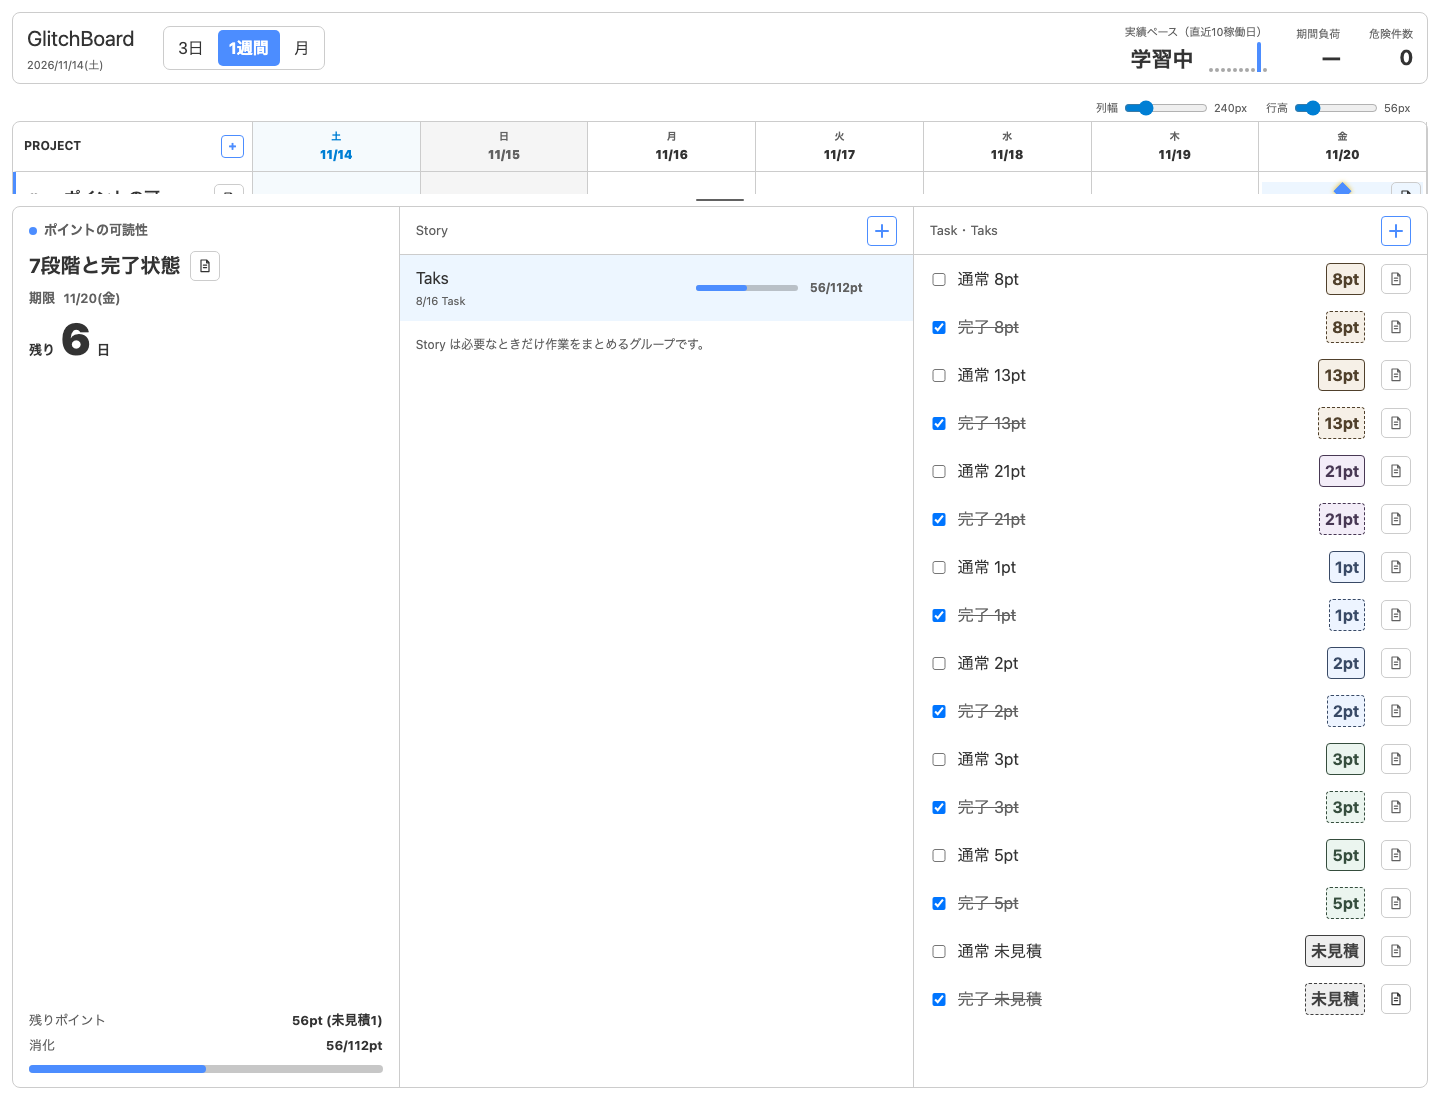 GlitchBoard
2026/11/14(土)
3日 1週間 月
実績ペース（直近10稼働日）
学習中
期間負荷
—
危険件数
0
列幅 240px 行高 56px
PROJECT +
土 11/14
日 11/15
月 11/16
火 11/17
水 11/18
木 11/19
金 11/20
ポイントの可
ポイントの可読性
7段階と完了状態
期限 11/20(金)
残り 6 日
残りポイント 56pt (未見積1)
消化 56/112pt
Story
Taks
8/16 Task
56/112pt
Story は必要なときだけ作業をまとめるグループです。
Task・Taks
通常 8pt 8pt
完了 8pt 8pt
通常 13pt 13pt
完了 13pt 13pt
通常 21pt 21pt
完了 21pt 21pt
通常 1pt 1pt
完了 1pt 1pt
通常 2pt 2pt
完了 2pt 2pt
通常 3pt 3pt
完了 3pt 3pt
通常 5pt 5pt
完了 5pt 5pt
通常 未見積 未見積
完了 未見積 未見積